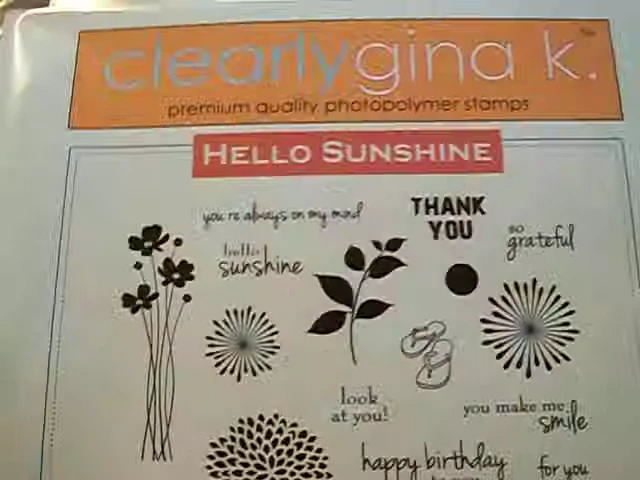 clearlygina k.™
premium quality photopolymer stamps
HELLO SUNSHINE
you're always on my mind
THANK
YOU
so
grateful
hello
sunshine
look
at you!
you make me
smile
happy birthday
for you